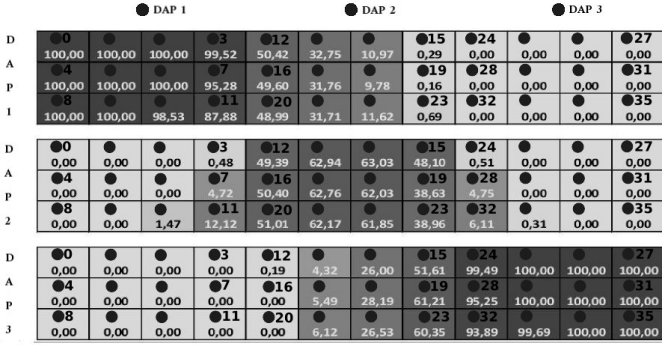 DAP 1 DAP 2 DAP 3
D 0 3 12 15 24 27
100,00 100,00 100,00 99,52 50,42 32,75 10,97 0,29 0,00 0,00 0,00 0,00
A 4 7 16 19 28 31
P 100,00 100,00 100,00 95,28 49,60 31,76 9,78 0,16 0,00 0,00 0,00 0,00
1 8 11 20 23 32 35
100,00 100,00 98,53 87,88 48,99 31,71 11,62 0,69 0,00 0,00 0,00 0,00
D 0 3 12 15 24 27
0,00 0,00 0,00 0,48 49,39 62,94 63,03 48,10 0,51 0,00 0,00 0,00
A 4 7 16 19 28 31
P 0,00 0,00 0,00 4,72 50,40 62,76 62,03 38,63 4,75 0,00 0,00 0,00
2 8 11 20 23 32 35
0,00 0,00 1,47 12,12 51,01 62,17 61,85 38,96 6,11 0,31 0,00 0,00
D 0 3 12 15 24 27
0,00 0,00 0,00 0,00 0,19 4,32 26,00 51,61 99,49 100,00 100,00 100,00
A 4 7 16 19 28 31
P 0,00 0,00 0,00 0,00 0,00 5,49 28,19 61,21 95,25 100,00 100,00 100,00
3 8 11 20 23 32 35
0,00 0,00 0,00 0,00 0,00 6,12 26,53 60,35 93,89 99,69 100,00 100,00